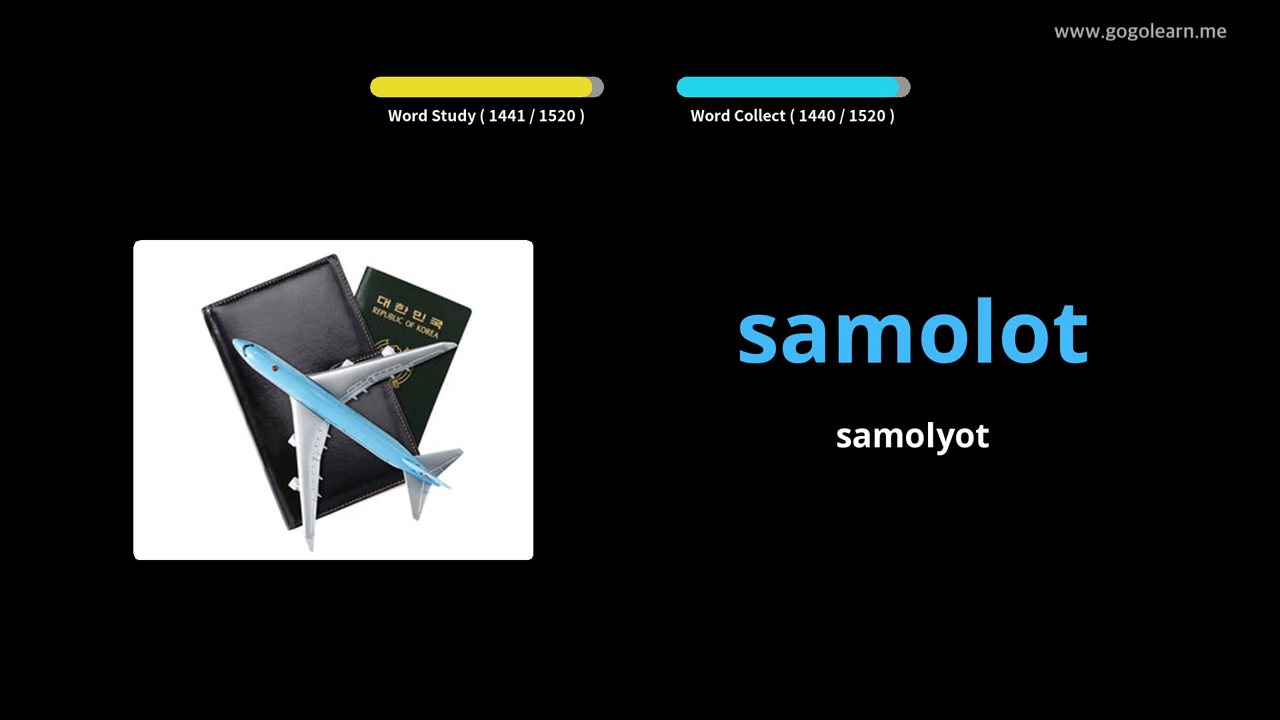 www.gogolearn.me
Word Study ( 1441 / 1520 )
Word Collect ( 1440 / 1520 )
대한민국
REPUBLIC OF KOREA
samolot
samolyot